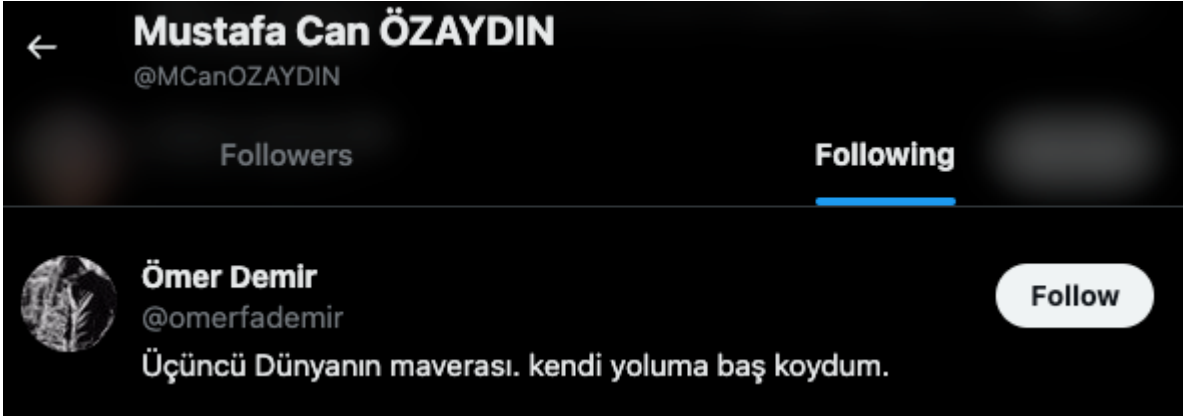 Mustafa Can ÖZAYDIN
@MCanOZAYDIN
Followers
Following
Ömer Demir
@omerfademir
Follow
Üçüncü Dünyanın maverası. kendi yoluma baş koydum.